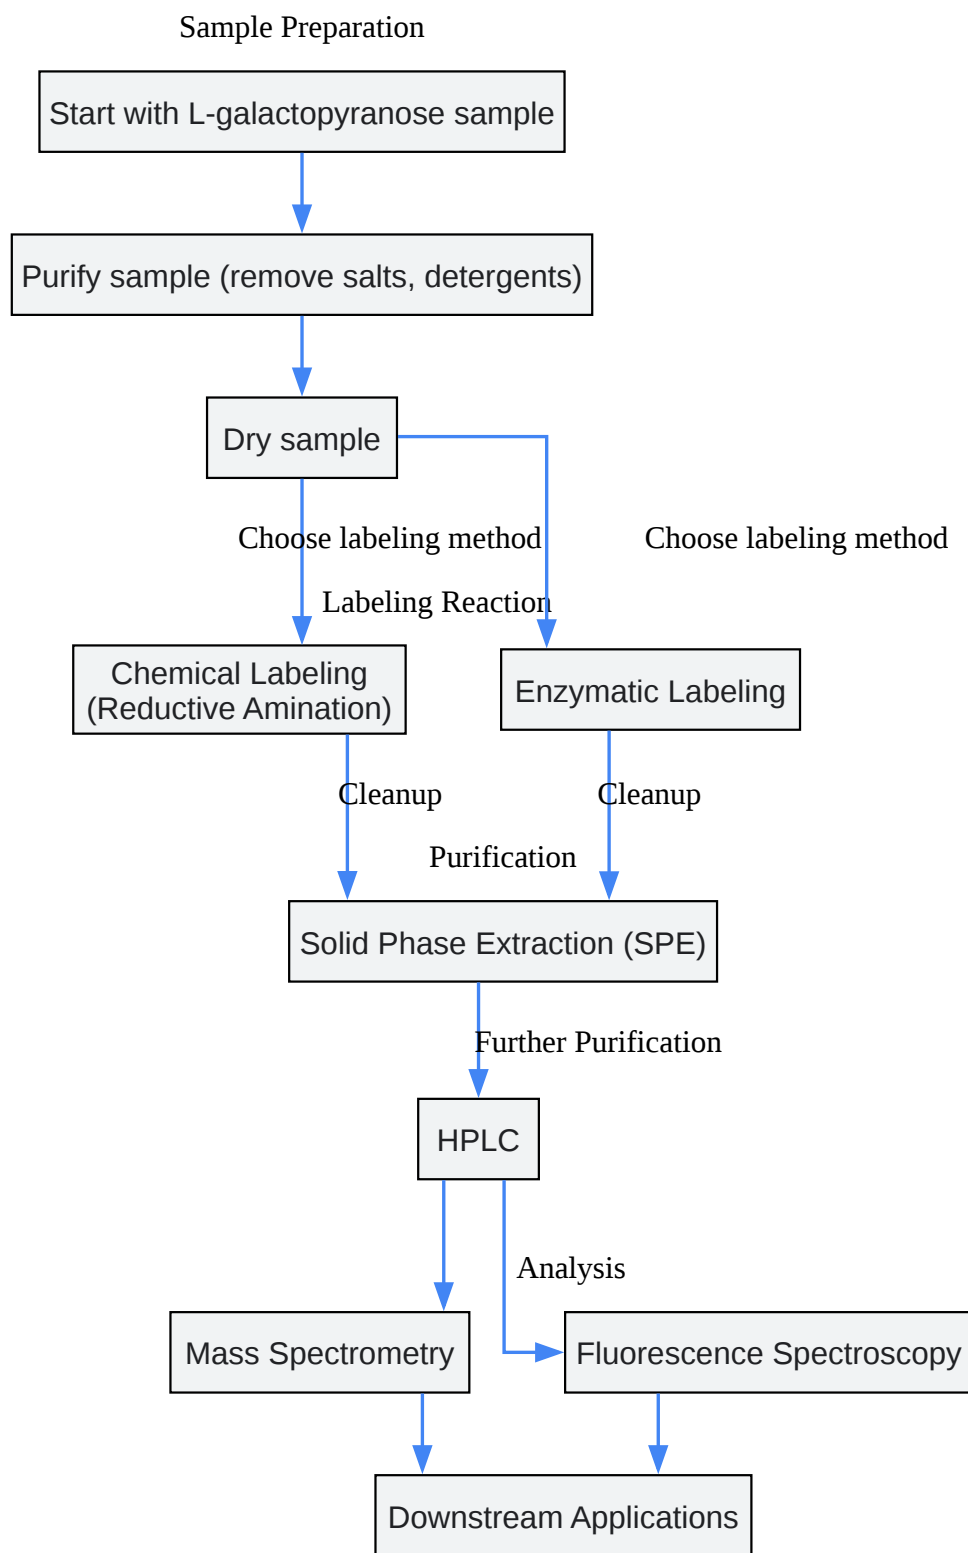 Sample Preparation
Start with L-galactopyranose sample
Purify sample (remove salts, detergents)
Dry sample
Choose labeling method
Choose labeling method
Labeling Reaction
Chemical Labeling
(Reductive Amination)
Enzymatic Labeling
Cleanup
Cleanup
Purification
Solid Phase Extraction (SPE)
Further Purification
HPLC
Analysis
Mass Spectrometry
Fluorescence Spectroscopy
Downstream Applications